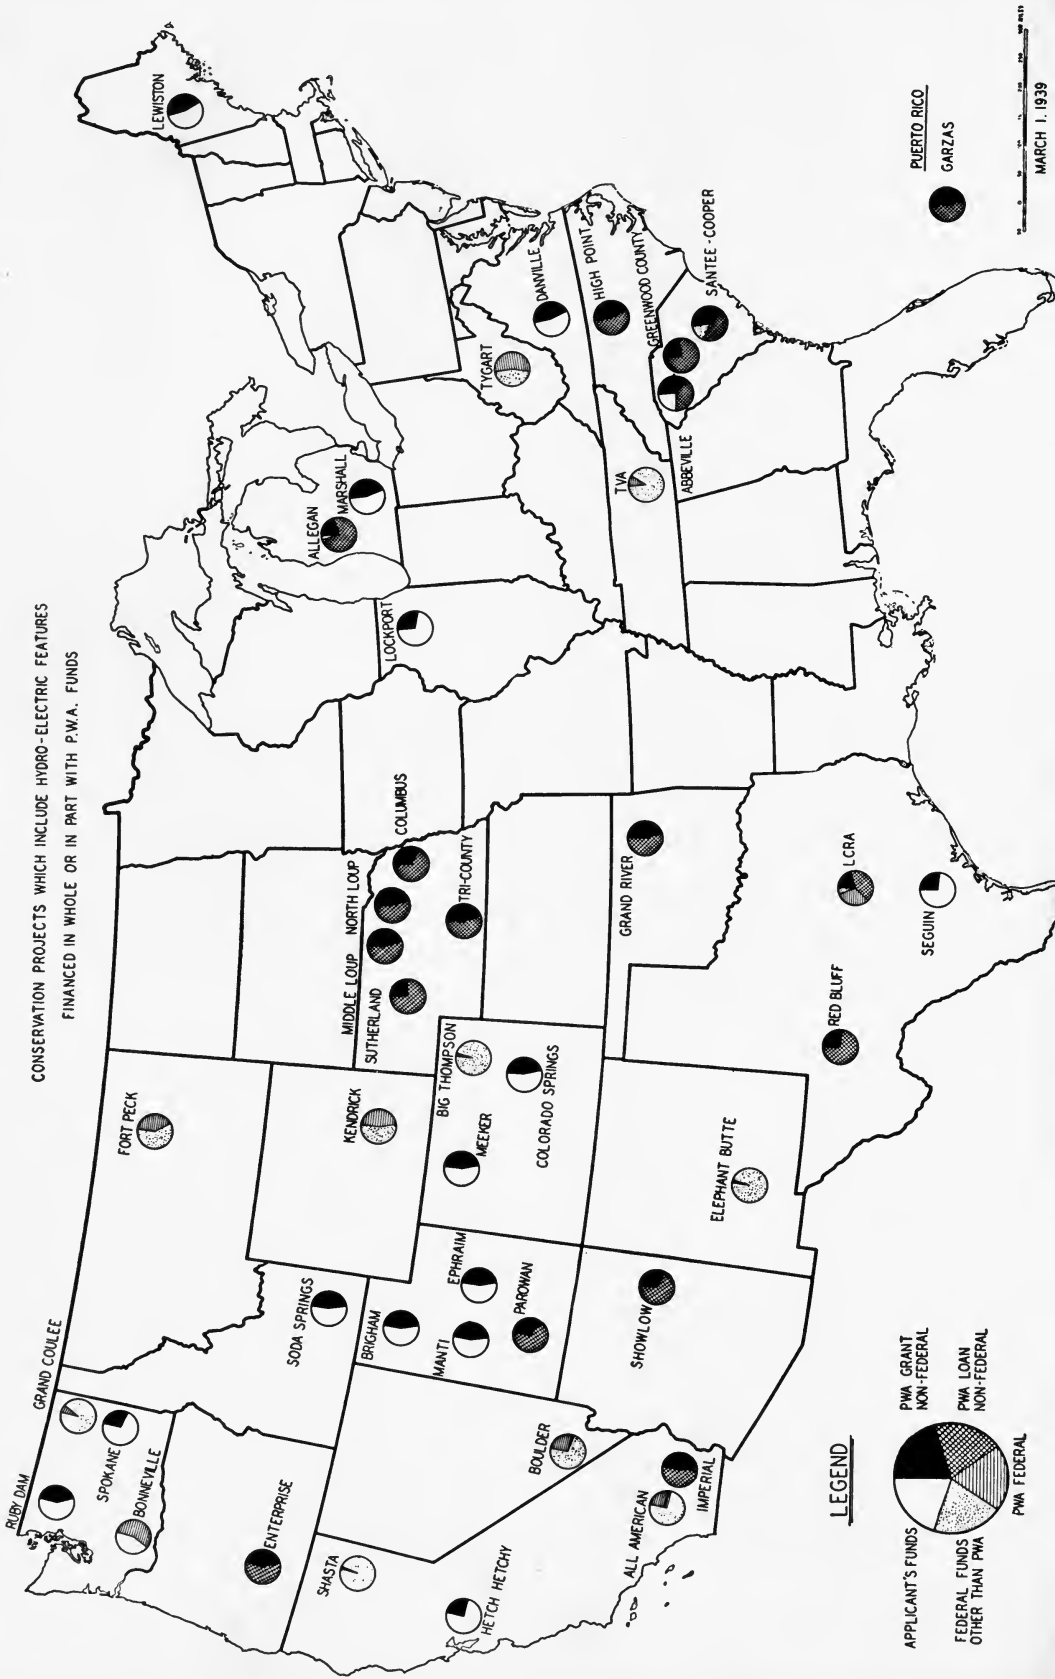 CONSERVATION PROJECTS WHICH INCLUDE HYDRO-ELECTRIC FEATURES
FINANCED IN WHOLE OR IN PART WITH P.W.A. FUNDS
RUBY DAM
GRAND COULEE
SPOKANE
BONNEVILLE
ENTERPRISE
SHASTA
HETCH HETCHY
ALL AMERICAN
IMPERIAL
BOULDER
SODA SPRINGS
BRIGHAM
MANTI
EPHRAIM
PAROWAN
SHOWLOW
FORT PECK
KENDRICK
BIG THOMPSON
MEEKER
COLORADO SPRINGS
ELEPHANT BUTTE
MIDDLE LOUP
NORTH LOUP
COLUMBUS
SUTHERLAND
TRI-COUNTY
GRAND RIVER
RED BLUFF
LCRA
SEGUIN
LOCKPORT
ALLEGAN
MARSHALL
TVA
ABBEVILLE
TYGART
DANVILLE
HIGH POINT
GREENWOOD COUNTY
SANTEE-COOPER
LEWISTON
PUERTO RICO
GARZAS
LEGEND
APPLICANT'S FUNDS
PWA GRANT
NON-FEDERAL
PWA LOAN
NON-FEDERAL
PWA FEDERAL
FEDERAL FUNDS
OTHER THAN PWA
MARCH 1. 1939